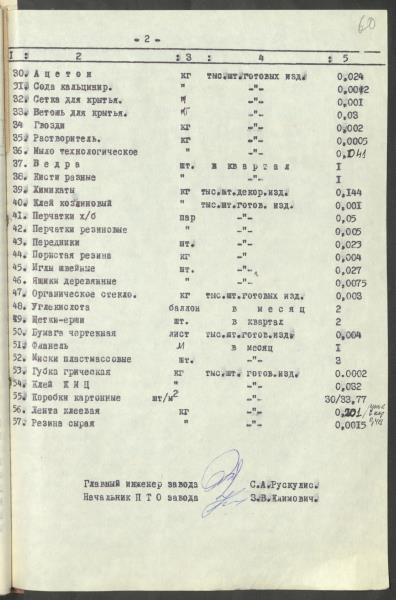 60
- 2 -
I : 2 : 3 : 4 : 5
30. Ацетон кг тыс.шт.готовых изд. 0,024
31. Сода кальцинир. " -"- 0,0002
32. Сетка для крытья. М -"- 0,001
33. Ветошь для крытья. -"- 0,03
34 Гвозди кг -"- 0,002
35. Растворитель. кг -"- 0,0005
36. Мыло технологическое " -"- 0,041
37. Ведра шт. в квартал I
38. Кисти разные " -"- I
39. Химикаты кг тыс.шт.декор.изд. 0,144
40. Клей козлиновый " тыс.шт.готов. изд. 0,001
41. Перчатки х/б пар -"- 0,05
42. Перчатки резиновые " -"- 0,005
43. Передники шт. -"- 0,023
44. Пористая резина кг -"- 0,004
45. Иглы швейные шт. -"- 0,027
46. Ящики деревянные " -"- 0,0075
47. Органическое стекло. кг тыс.шт.готовых изд. 0,003
48. Углекислота баллон в месяц 2
49. Щетки-ерши шт. в квартал 2
50. Бумага чертежная лист тыс.шт.готов.изд. 0,004
51. Фланель М в месяц I
52. Миски пластмассовые шт. -"- 3
53. Губка грическая кг тыс.шт.готов.изд. 0.0002
54. Клей КМЦ " -"- 0,032
55. Коробки картонные шт/м2 -"- 30/33,77
56. Лента клеевая кг -"- 0,201/
57. Резина сырая " -"- 0,0015
Главный инженер завода С.А.Рускулис.
Начальник ПТО завода З.В.Климович.